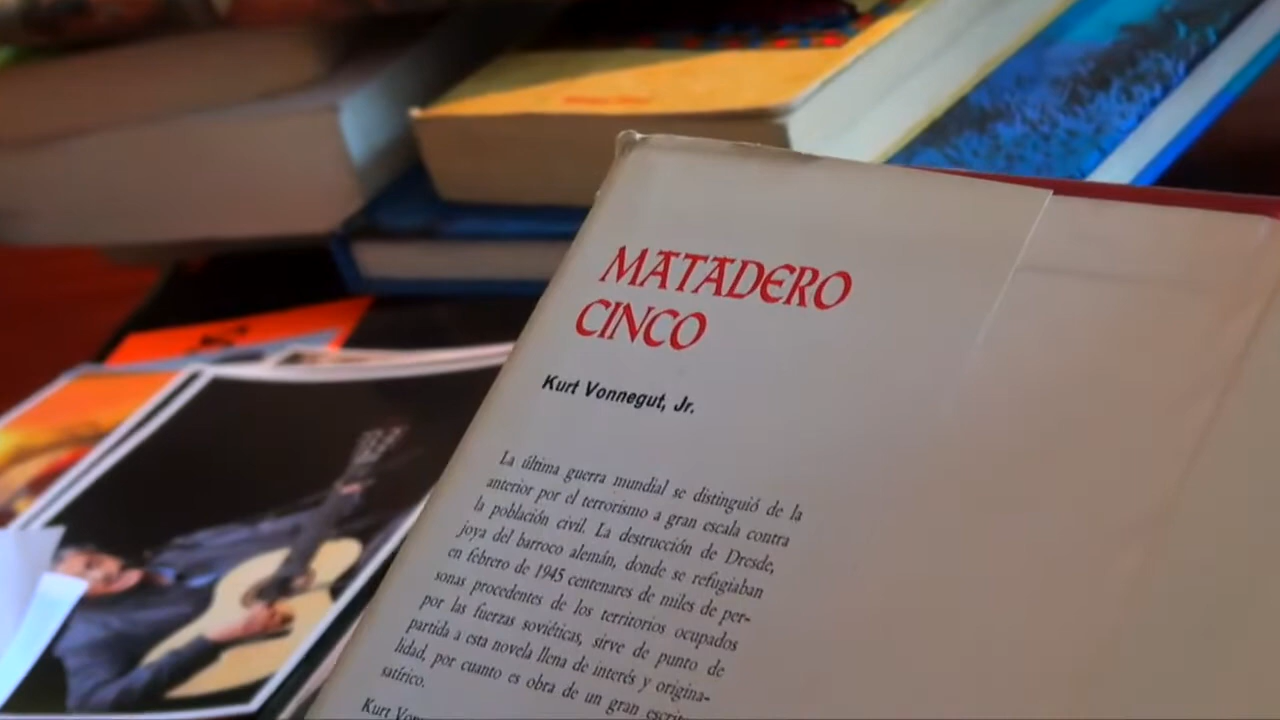 MATADERO
CINCO
Kurt Vonnegut, Jr.
La última guerra mundial se distinguió de la
anterior por el terrorismo a gran escala contra
la población civil. La destrucción de Dresde,
joya del barroco alemán, donde se refugiaban
en febrero de 1945 centenares de miles de per-
sonas procedentes de los territorios ocupados
por las fuerzas soviéticas, sirve de punto de
partida a esta novela llena de interés y origina-
lidad, por cuanto es obra de un gran
satírico.
Kurt